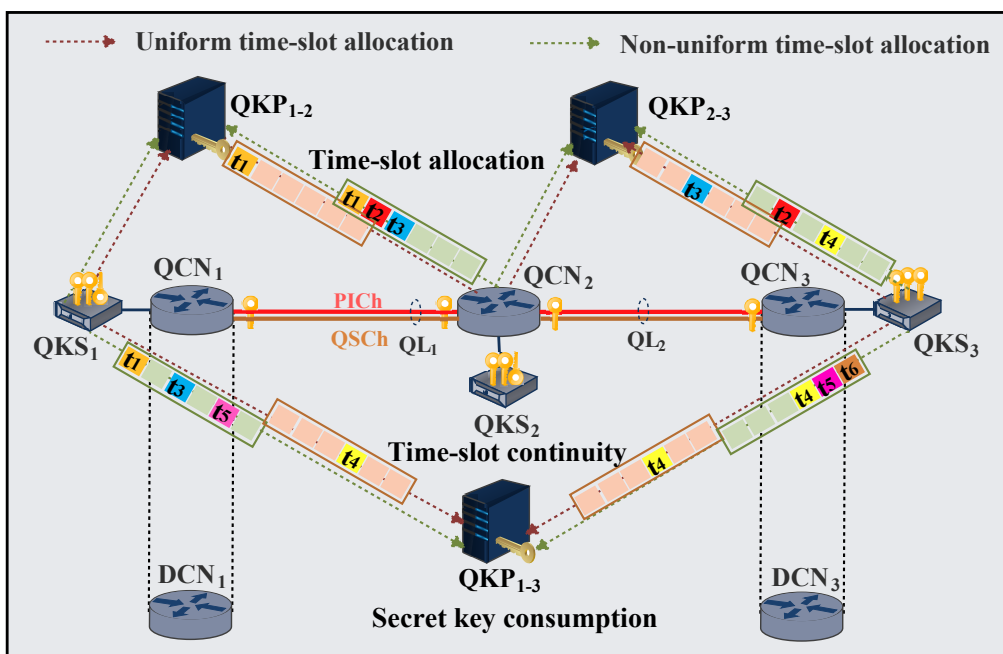 Uniform time-slot allocation
Non-uniform time-slot allocation
QKP1-2
QKP2-3
Time-slot allocation
t1
t1 t2 t3
t3
t2
t4
QCN1
QCN2
QCN3
PICh
QSCh
QL1
QL2
QKS1
QKS2
QKS3
t1
t3
t5
t4
t4 t5 t6
t4
Time-slot continuity
QKP1-3
DCN1
DCN3
Secret key consumption